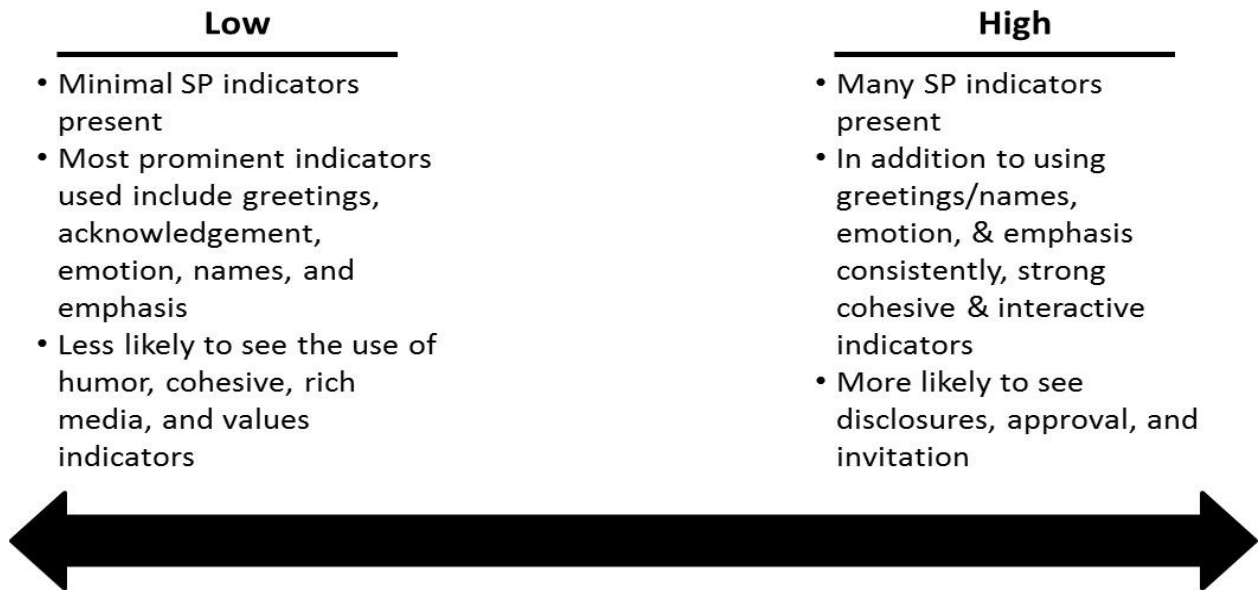 Low
• Minimal SP indicators
present
• Most prominent indicators
used include greetings,
acknowledgement,
emotion, names, and
emphasis
• Less likely to see the use of
humor, cohesive, rich
media, and values
indicators
High
• Many SP indicators
present
• In addition to using
greetings/names,
emotion, & emphasis
consistently, strong
cohesive & interactive
indicators
• More likely to see
disclosures, approval, and
invitation